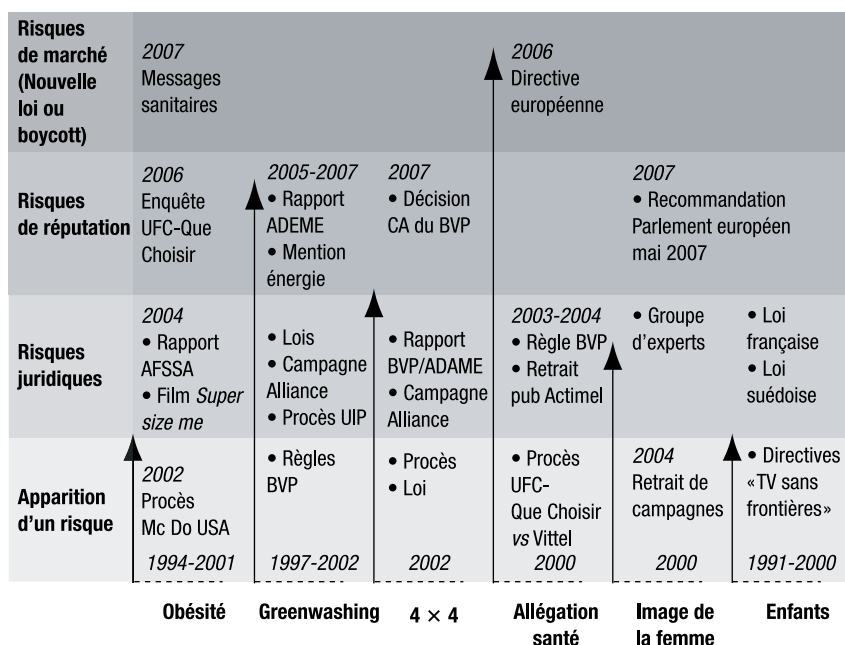 Risques
de marché
(Nouvelle
loi ou
boycott)
2007
Messages
sanitaires
2006
Directive
européenne
Risques
de réputation
2006
Enquête
UFC-Que
Choisir
2005-2007
• Rapport
ADEME
• Mention
énergie
2007
• Décision
CA du BVP
2007
• Recommandation
Parlement européen
mai 2007
Risques
juridiques
2004
• Rapport
AFSSA
• Film Super
size me
• Lois
• Campagne
Alliance
• Procès UIP
• Rapport
BVP/ADAME
• Campagne
Alliance
2003-2004
• Règle BVP
• Retrait
pub Actimel
• Groupe
d’experts
• Loi
française
• Loi
suédoise
Apparition
d’un risque
2002
Procès
Mc Do USA
1994-2001
• Règles
BVP
1997-2002
• Procès
• Loi
2002
• Procès
UFC-
Que Choisir
vs Vittel
2000
2004
Retrait de
campagnes
2000
• Directives
«TV sans
frontières»
1991-2000
Obésité
Greenwashing
4 × 4
Allégation
santé
Image de
la femme
Enfants